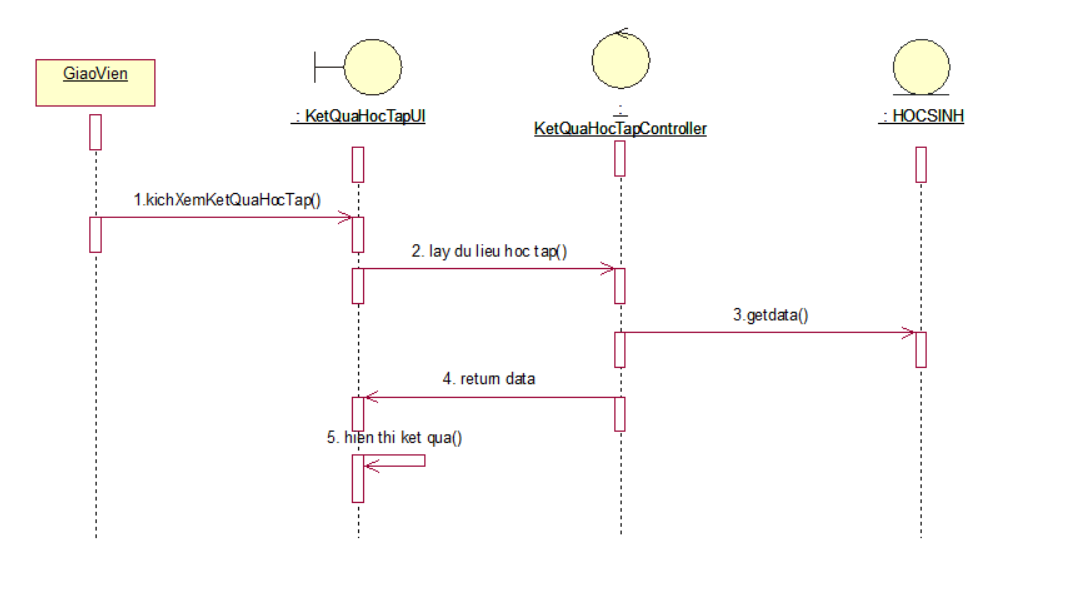 GiaoVien
: KetQuaHocTapUI
:
KetQuaHocTapController
: HOCSINH
1.kichXemKetQuaHocTap()
2. lay du lieu hoc tap()
3.getdata()
4. return data
5. hien thi ket qua()